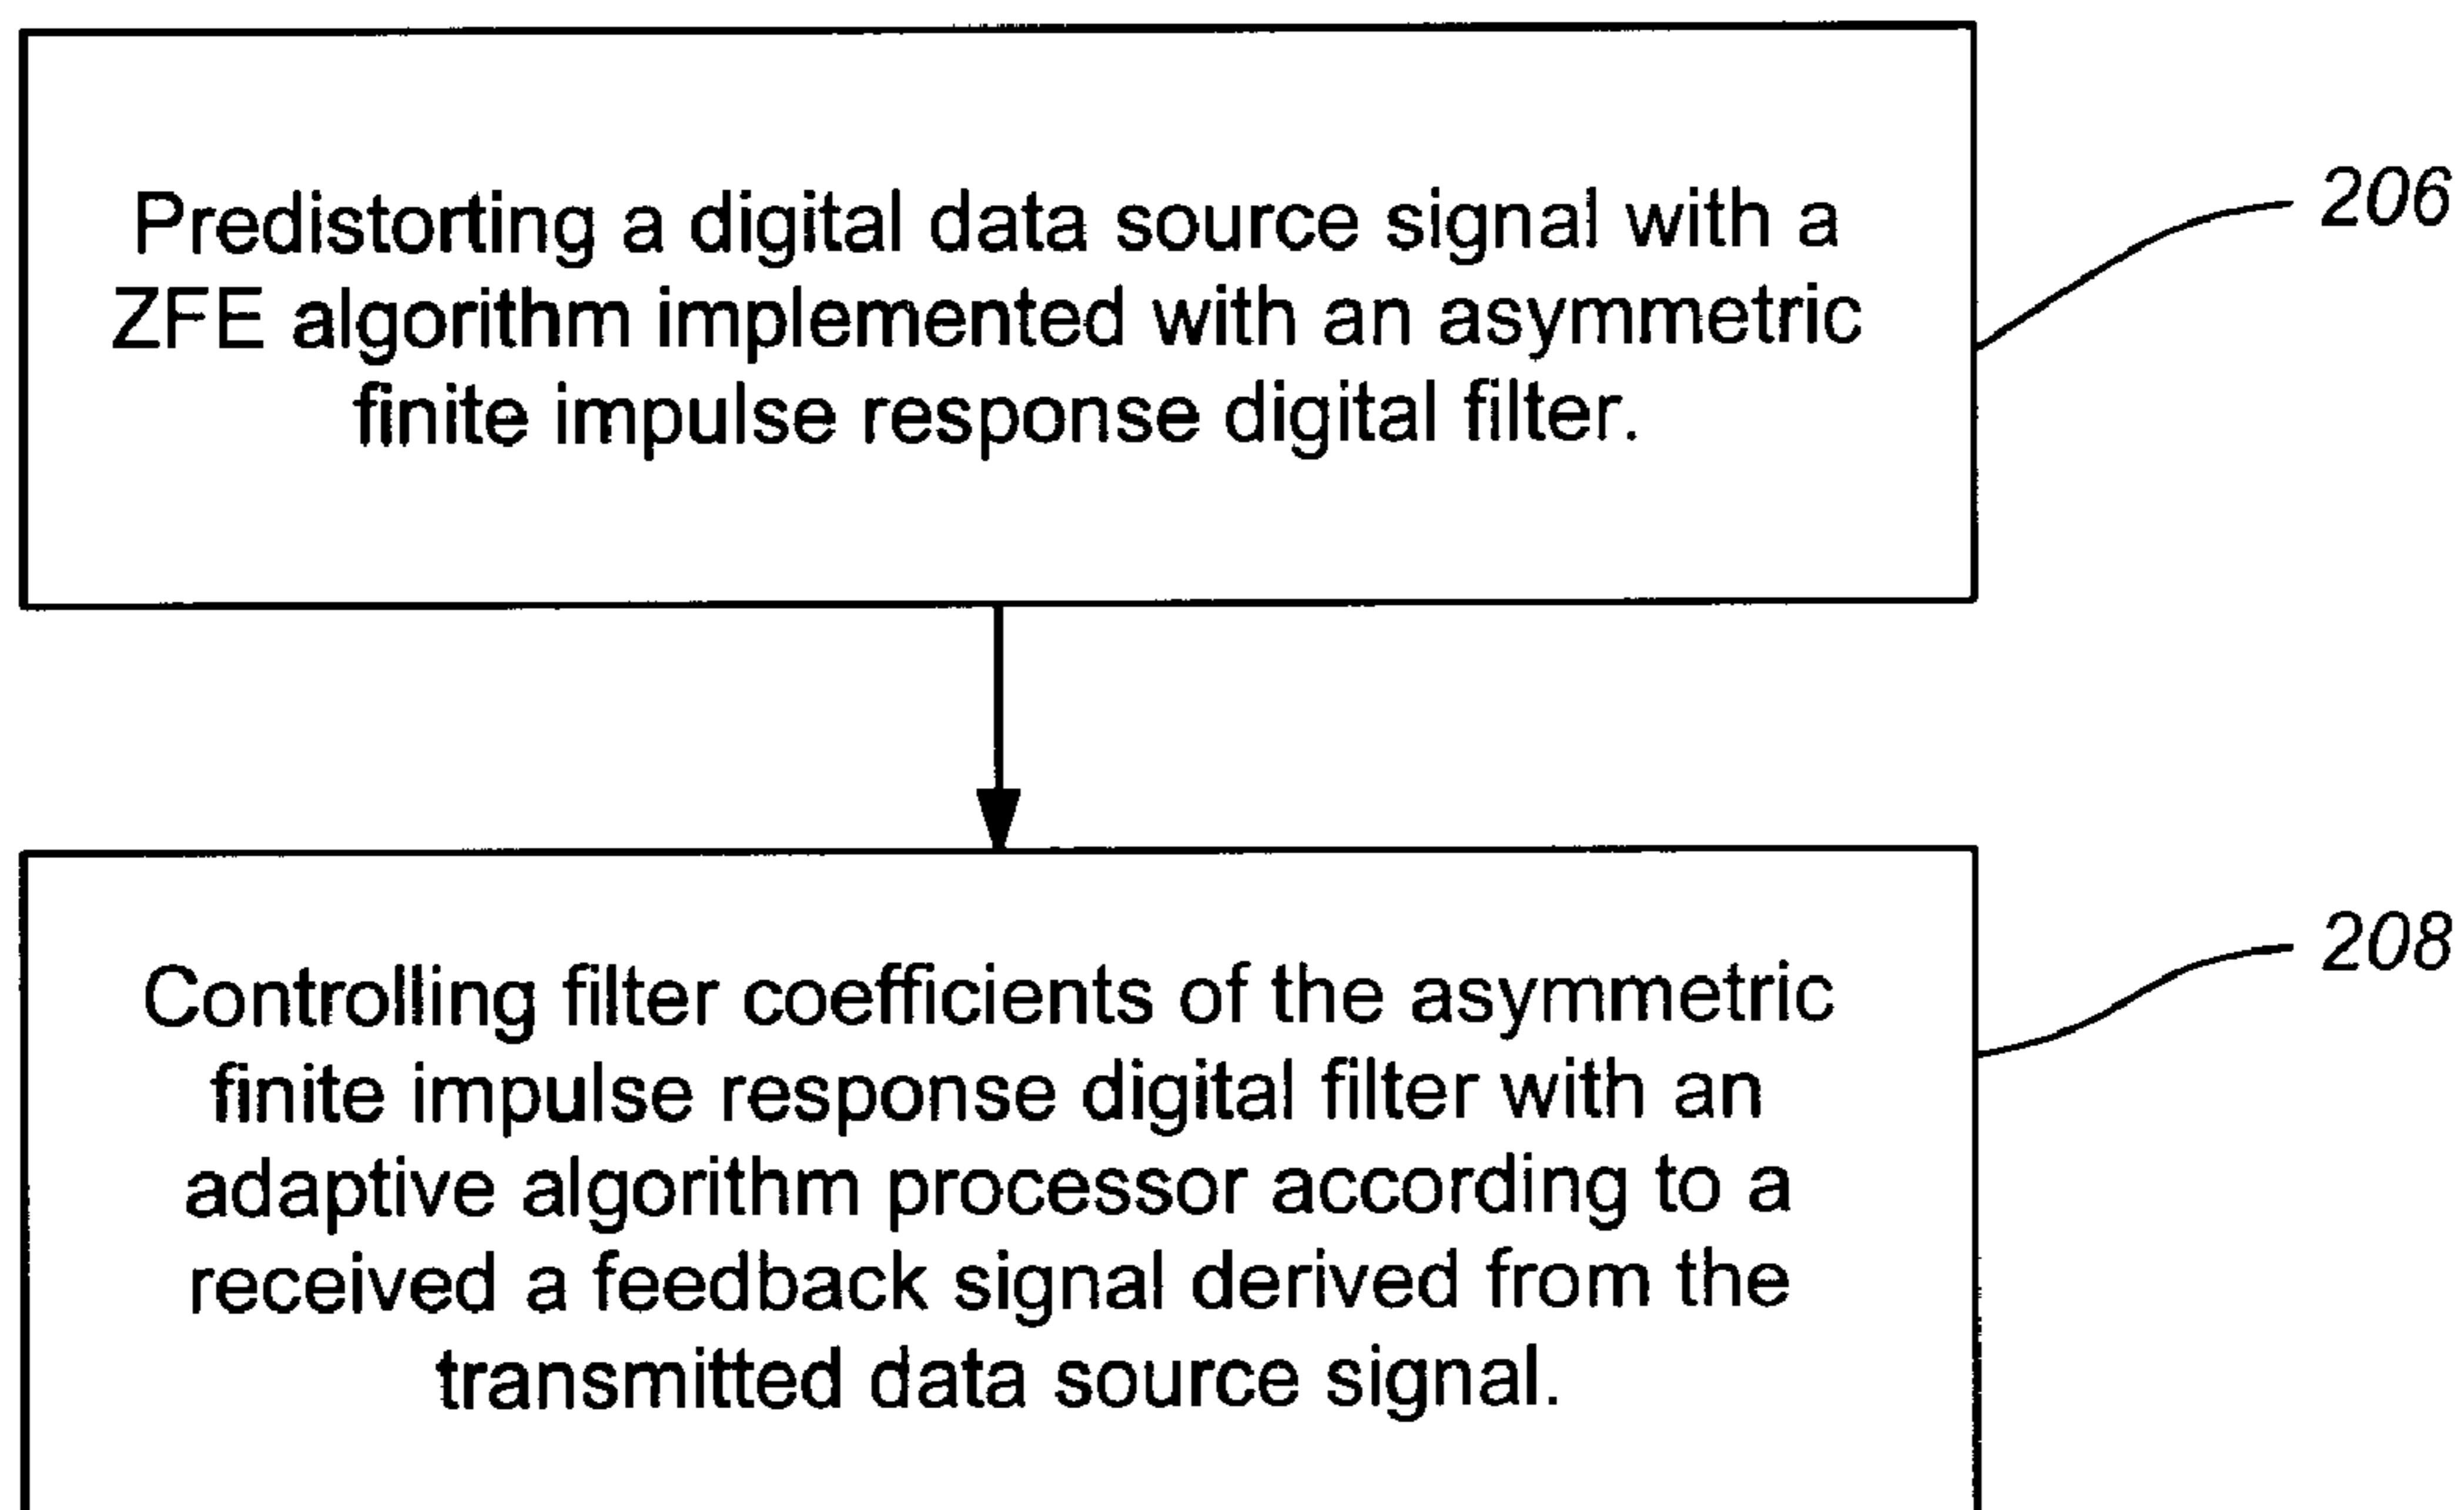 Predistorting a digital data source signal with a
ZFE algorithm implemented with an asymmetric
finite impulse response digital filter.
206
Controlling filter coefficients of the asymmetric
finite impulse response digital filter with an
adaptive algorithm processor according to a
received a feedback signal derived from the
transmitted data source signal.
208